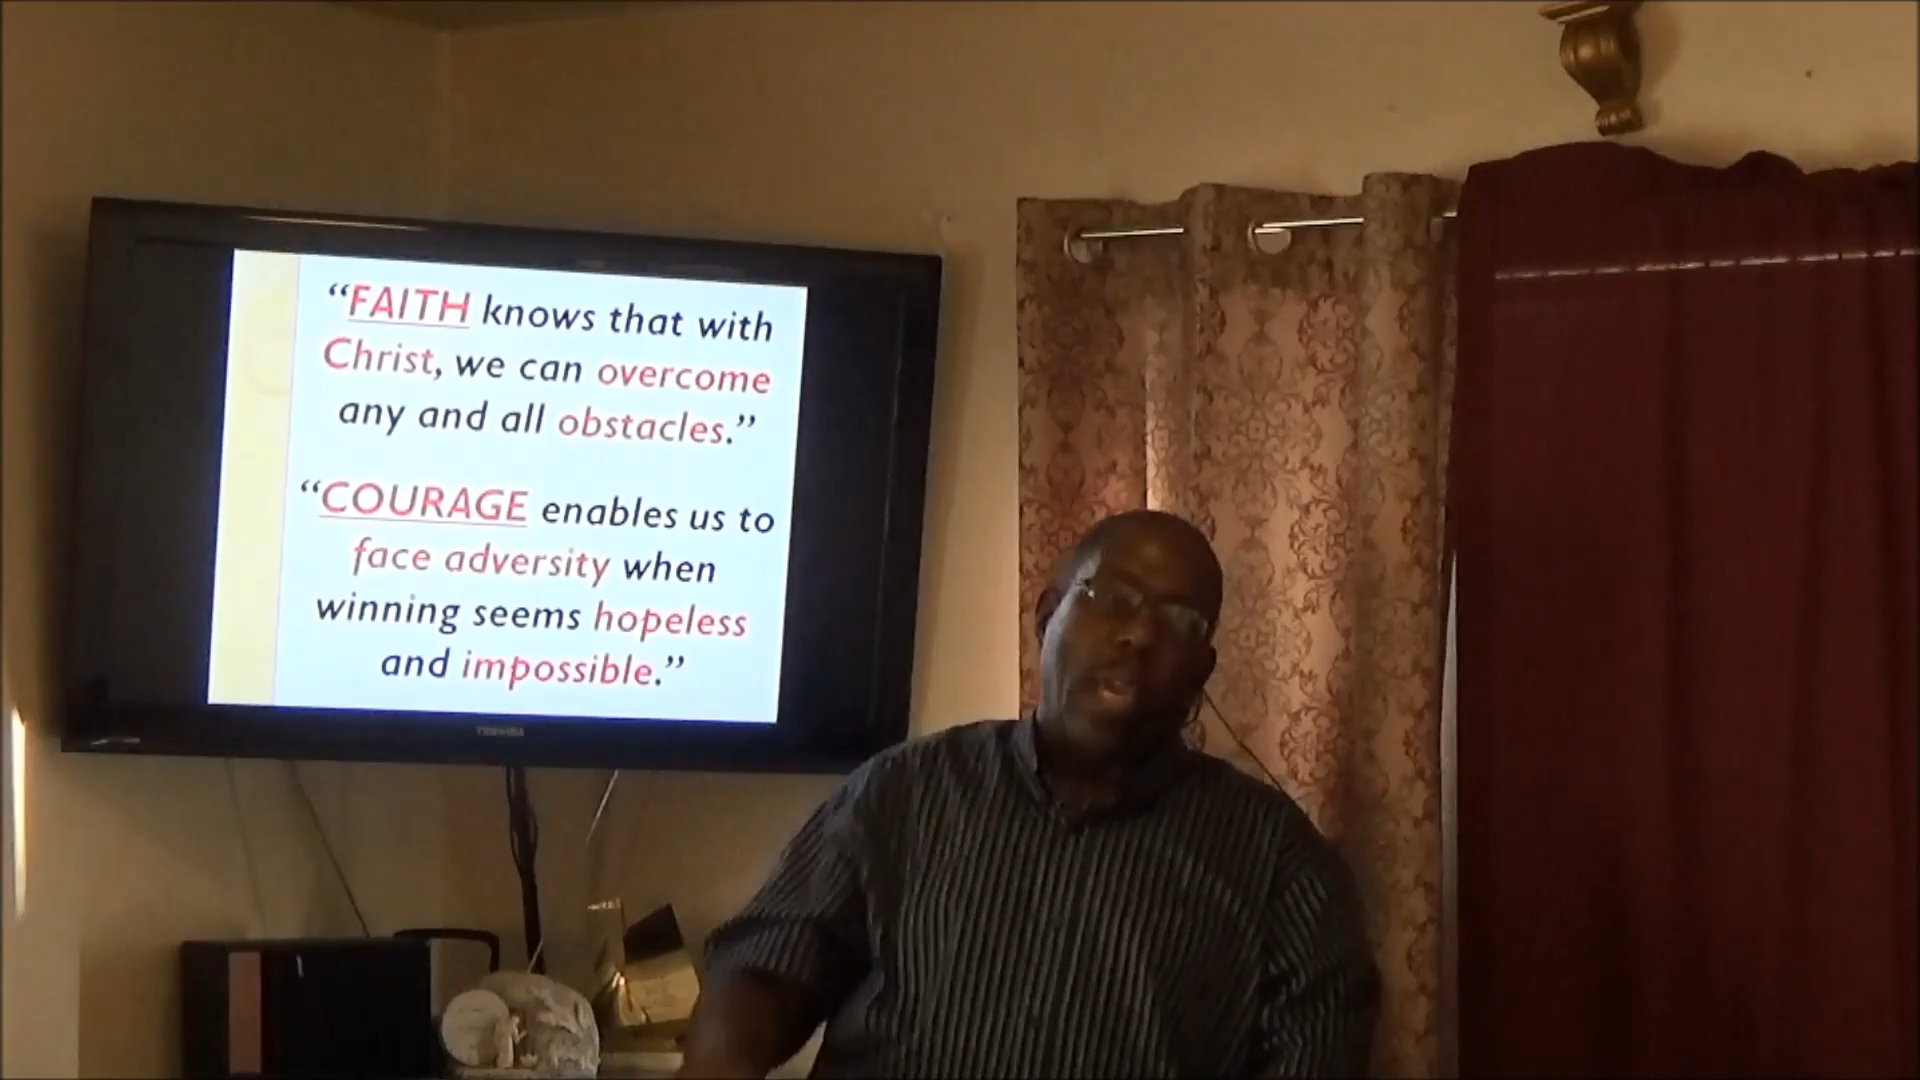 “FAITH knows that with
Christ, we can overcome
any and all obstacles.”
“COURAGE enables us to
face adversity when
winning seems hopeless
and impossible.”
TOSHIBA